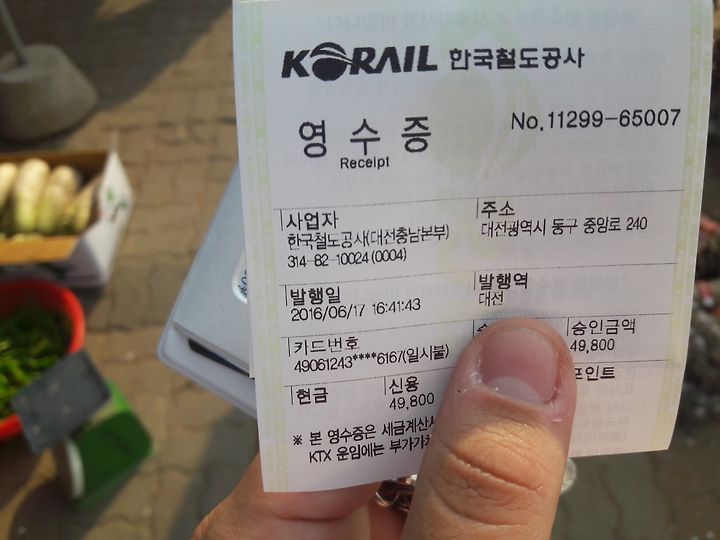 KORAIL 한국철도공사
영수증
Receipt
No.11299-65007
사업자
한국철도공사(대전충남본부)
314-82-10024 (0004)
주소
대전광역시 동구 중앙로 240
발행일
2016/06/17 16:41:43
발행역
대전
카드번호
49061243****6167(일시불)
승인금액
49,800
현금
신용
49,800
포인트
※ 본 영수증은 세금계산
KTX 운임에는 부가가